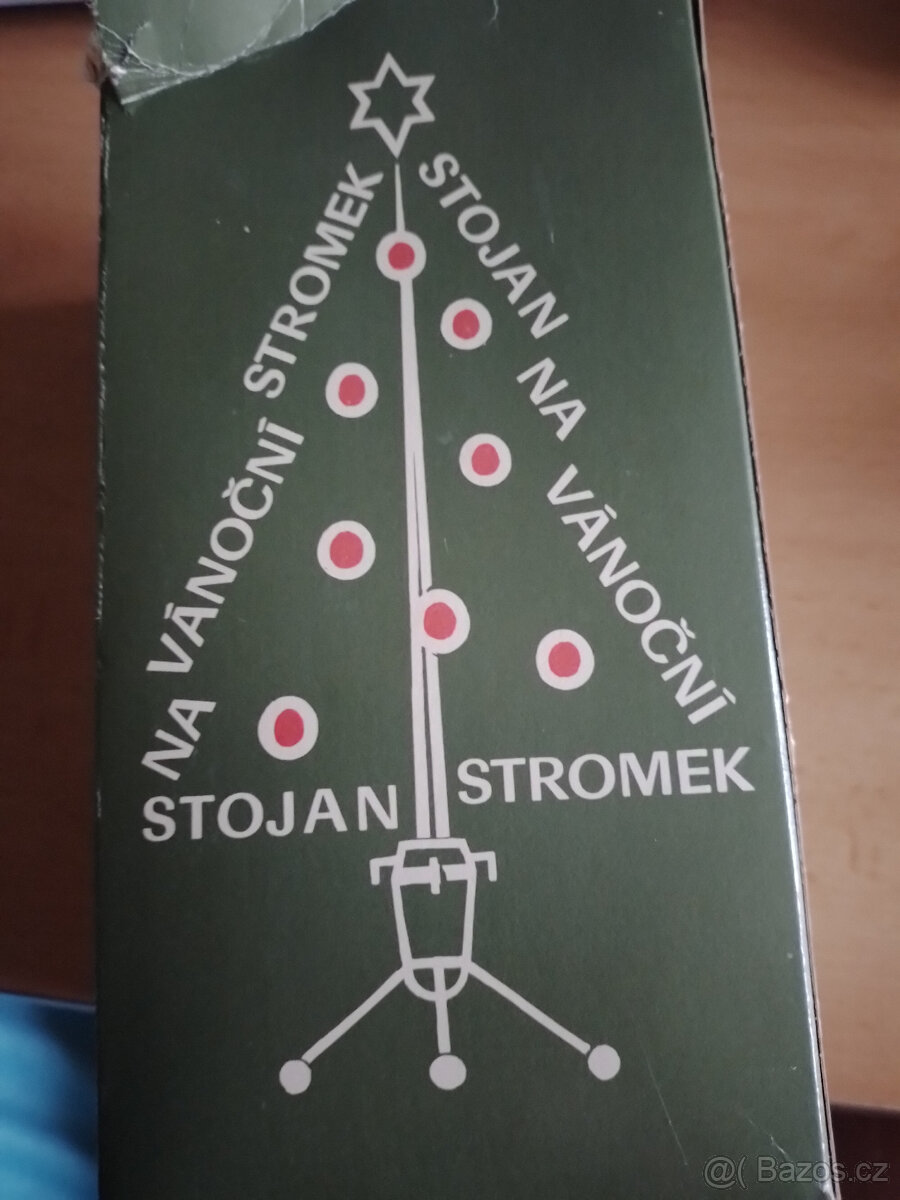 STOJAN
NA VÁNOČNÍ STROMEK
STOJAN NA VÁNOČNÍ
STROMEK
@( Bazos.cz